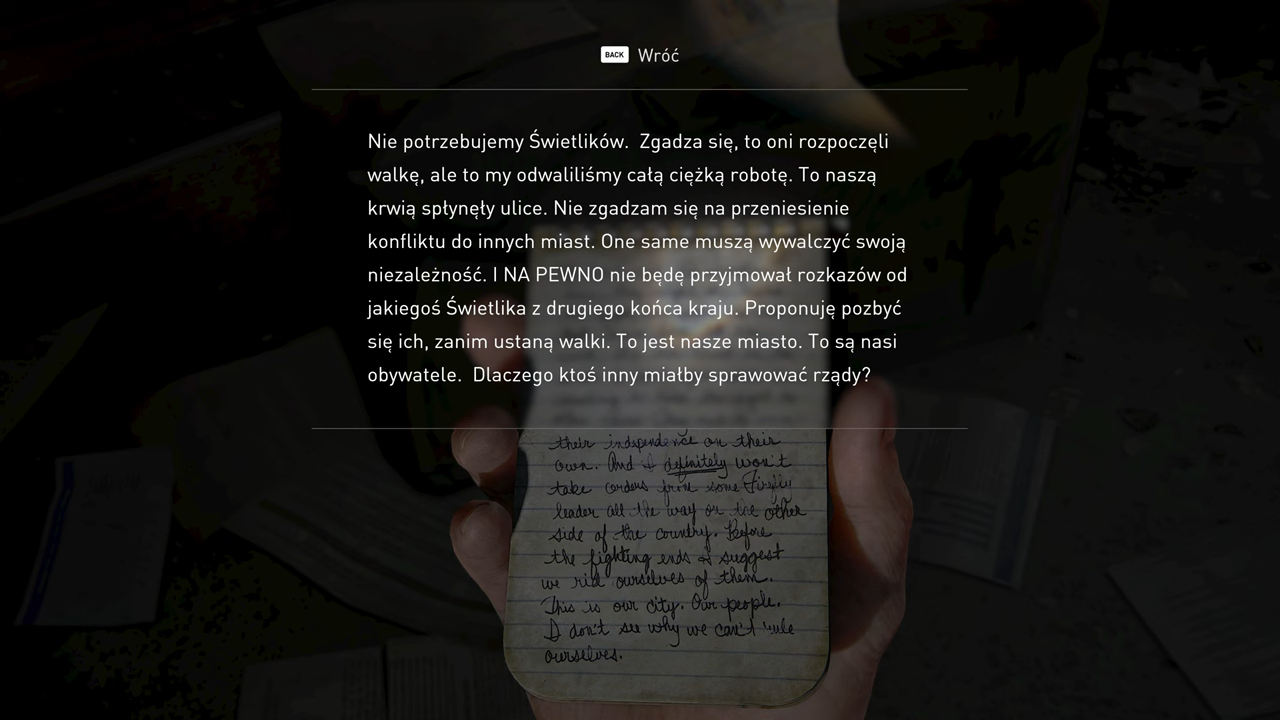 BACK Wróć
Nie potrzebujemy Świetlików. Zgadza się, to oni rozpoczęli
walkę, ale to my odwaliliśmy całą ciężką robotę. To naszą
krwią spłynęły ulice. Nie zgadzam się na przeniesienie
konfliktu do innych miast. One same muszą wywalczyć swoją
niezależność. I NA PEWNO nie będę przyjmował rozkazów od
jakiegoś Świetlika z drugiego końca kraju. Proponuję pozbyć
się ich, zanim ustaną walki. To jest nasze miasto. To są nasi
obywatele. Dlaczego ktoś inny miałby sprawować rządy?
their independence on their
own. And I definitely won't
take orders from some Firefly
leader all the way on the other
side of the country. Before
the fighting ends I suggest
we rid ourselves of them.
This is our city. Our people.
I don't see why we can't rule
ourselves.